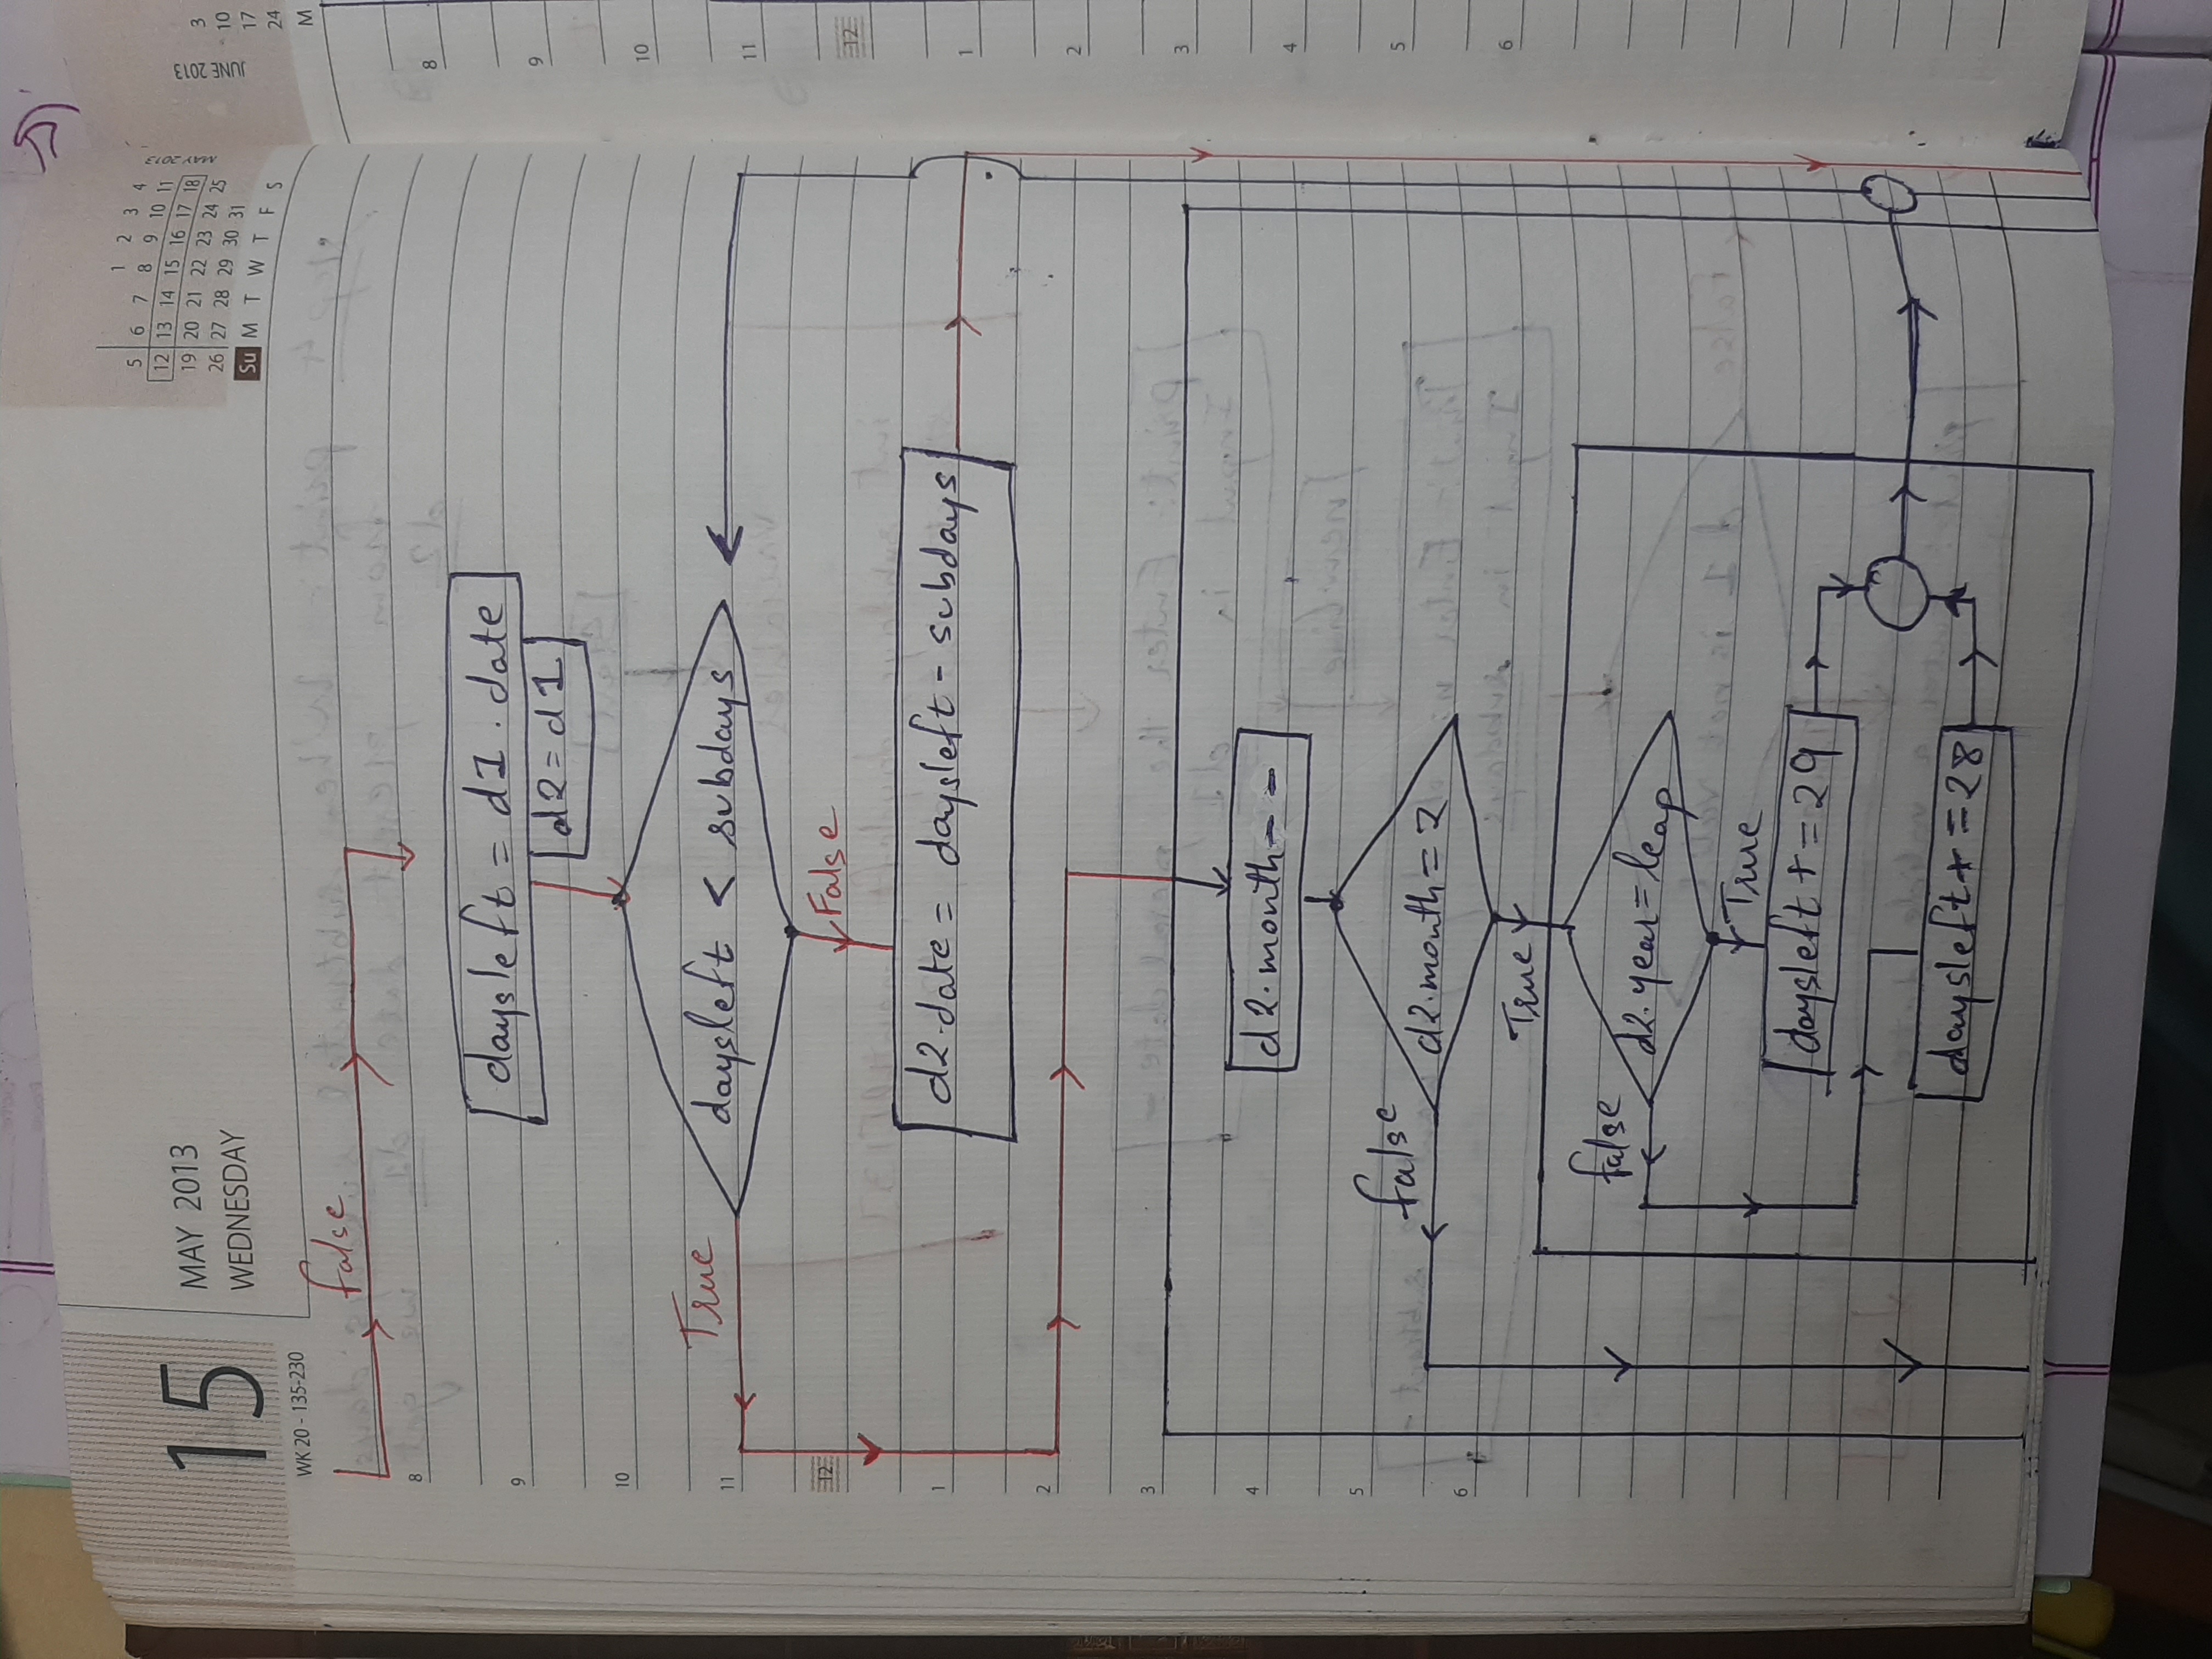 15
MAY 2013
WEDNESDAY
WK 20 - 135-230
1 2 3 4
5 6 7 8 9 10 11
12 13 14 15 16 17 18
19 20 21 22 23 24 25
26 27 28 29 30 31
Su M T W T F S
MAY 2013
JUNE 2013
3
10
17
24
M
false
8
daysleft = d1.date
9
d2 = d1
10
True
daysleft < subdays
11
12
False
d2.date = daysleft - subdays
1
2
3
d2.month--
4
5
false
d2.month = 2
6
True
false
d2.year = leap
True
daysleft += 29
daysleft += 28
8
9
10
11
12
1
2
3
4
5
6